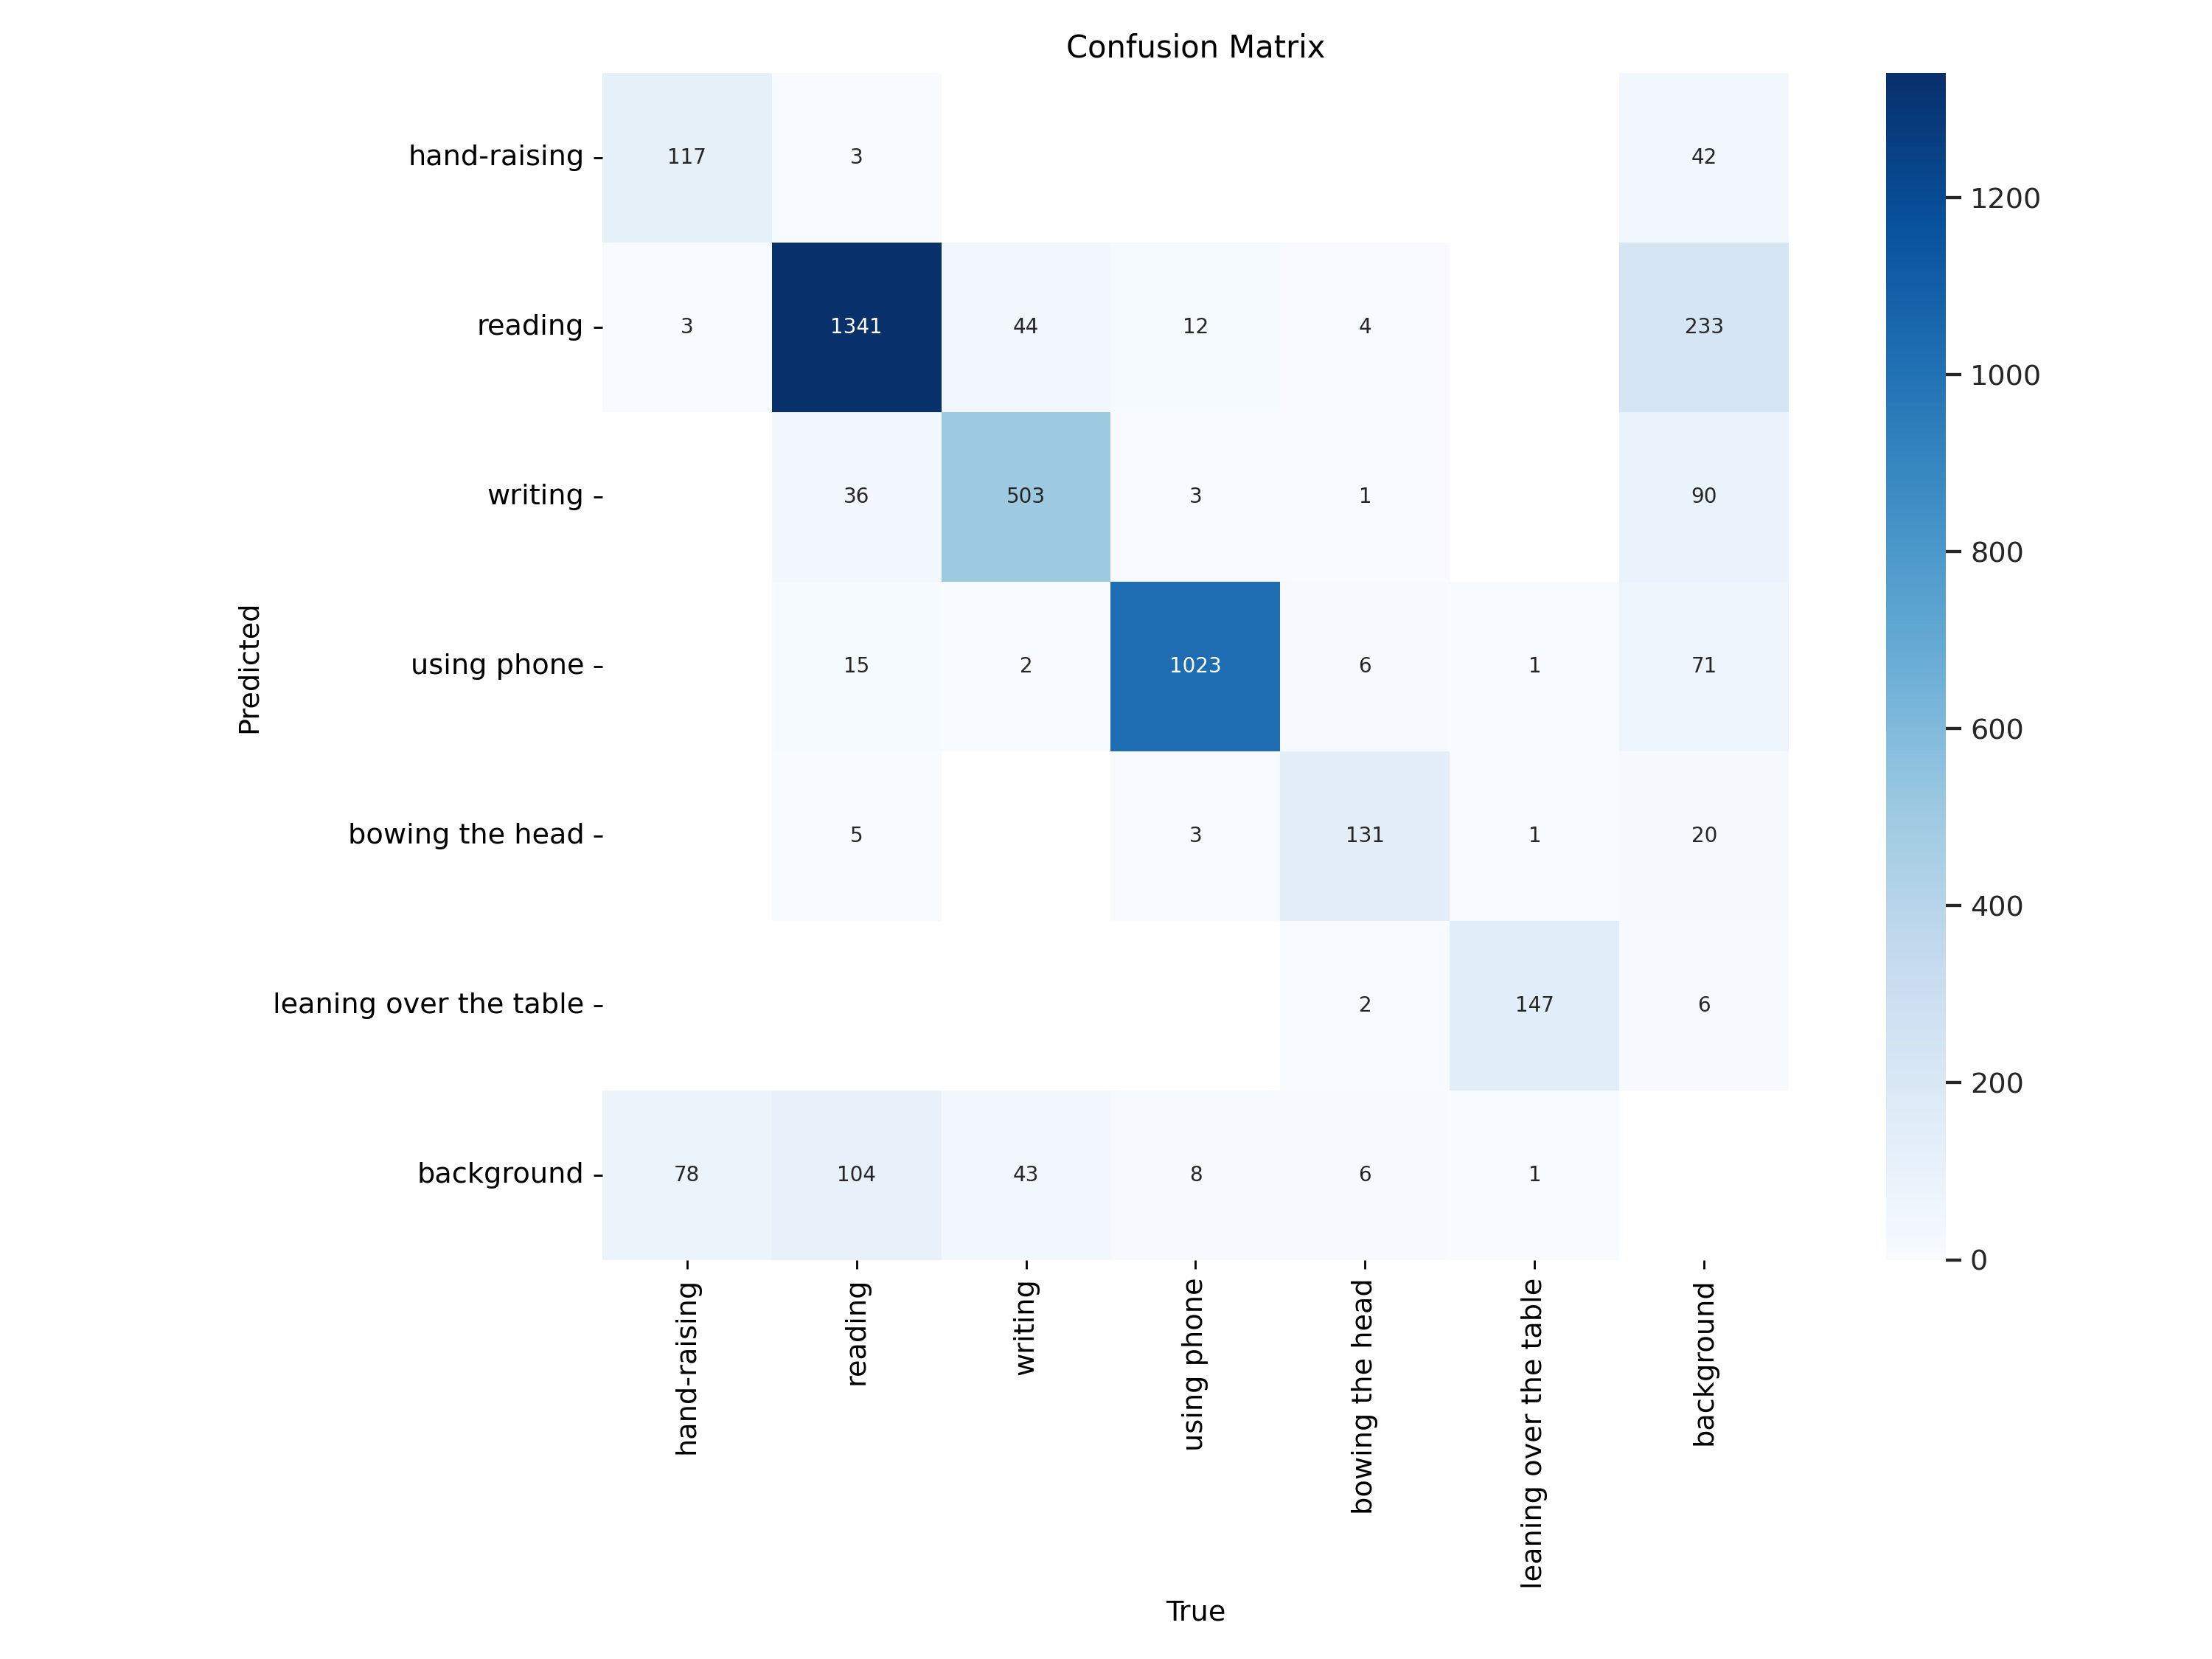 Confusion Matrix
hand-raising 117 3 42
reading 3 1341 44 12 4 233
writing 36 503 3 1 90
using phone 15 2 1023 6 1 71
bowing the head 5 3 131 1 20
leaning over the table 2 147 6
background 78 104 43 8 6 1
Predicted
hand-raising
reading
writing
using phone
bowing the head
leaning over the table
background
True
1200
1000
800
600
400
200
0